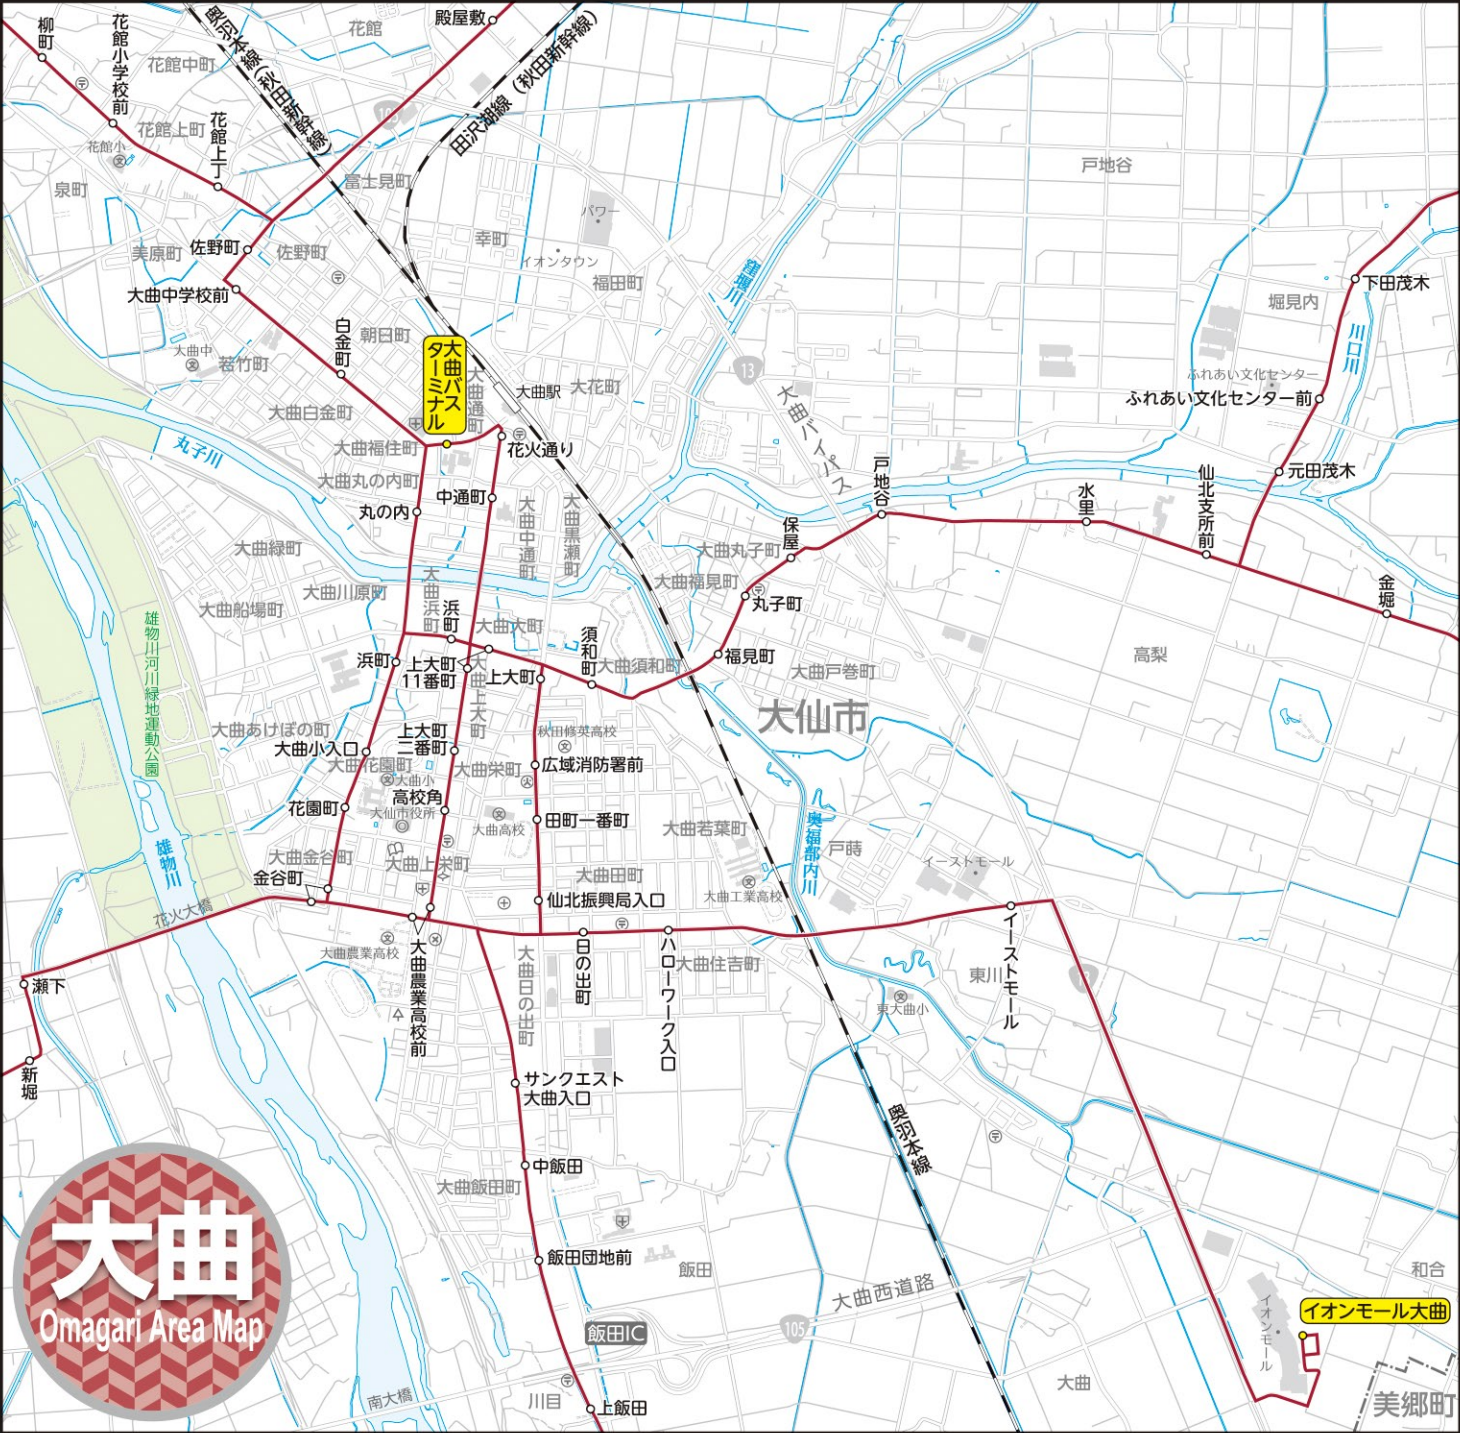 柳町
花館小学校前
花館中町
花館
殿屋敷
奥羽本線(秋田新幹線)
田沢湖線(秋田新幹線)
花館上町
花館上丁
花館小
泉町
富士見町
戸地谷
パワー
幸町
イオンタウン
福田町
窪堰川
美原町
佐野町
佐野町
大曲中学校前
下田茂木
堀見内
川口川
白金町
朝日町
大曲バス
ターミナル
大曲通町
大曲駅
大花町
13
大曲バイパス
ふれあい文化センター
ふれあい文化センター前
大曲中
若竹町
大曲白金町
大曲福住町
花火通り
丸子川
大曲丸の内町
中通町
丸の内
大曲中通町
大曲黒瀬町
戸地谷
元田茂木
仙北支所前
水里
保屋
大曲丸子町
大曲緑町
大曲川原町
大曲浜町
大曲福見町
丸子町
金堀
大曲船場町
浜町
大曲大町
須和町
雄物川河川緑地運動公園
浜町
上大町
11番町
大曲上大町
上大町
大曲須和町
福見町
大曲戸巻町
高梨
大仙市
大曲あけぼの町
大曲小入口
大曲花園町
上大町
二番町
秋田修英高校
大曲栄町
広域消防署前
大曲小
高校角
花園町
大仙市役所
大曲高校
田町一番町
大曲若葉町
奥福部内川
戸蒔
イーストモール
雄物川
大曲金谷町
金谷町
大曲上栄町
大曲田町
大曲工業高校
仙北振興局入口
花火大橋
大曲農業高校
大曲農業高校前
大曲日の出町
日の出町
ハローワーク入口
大曲住吉町
東川
イーストモール
東大曲小
瀬下
新堀
サンクエスト
大曲入口
奥羽本線
中飯田
大曲飯田町
飯田団地前
飯田
大曲西道路
和合
イオンモール大曲
イオンモール
飯田IC
105
大曲
美郷町
南大橋
川目
上飯田
大曲
Omagari Area Map